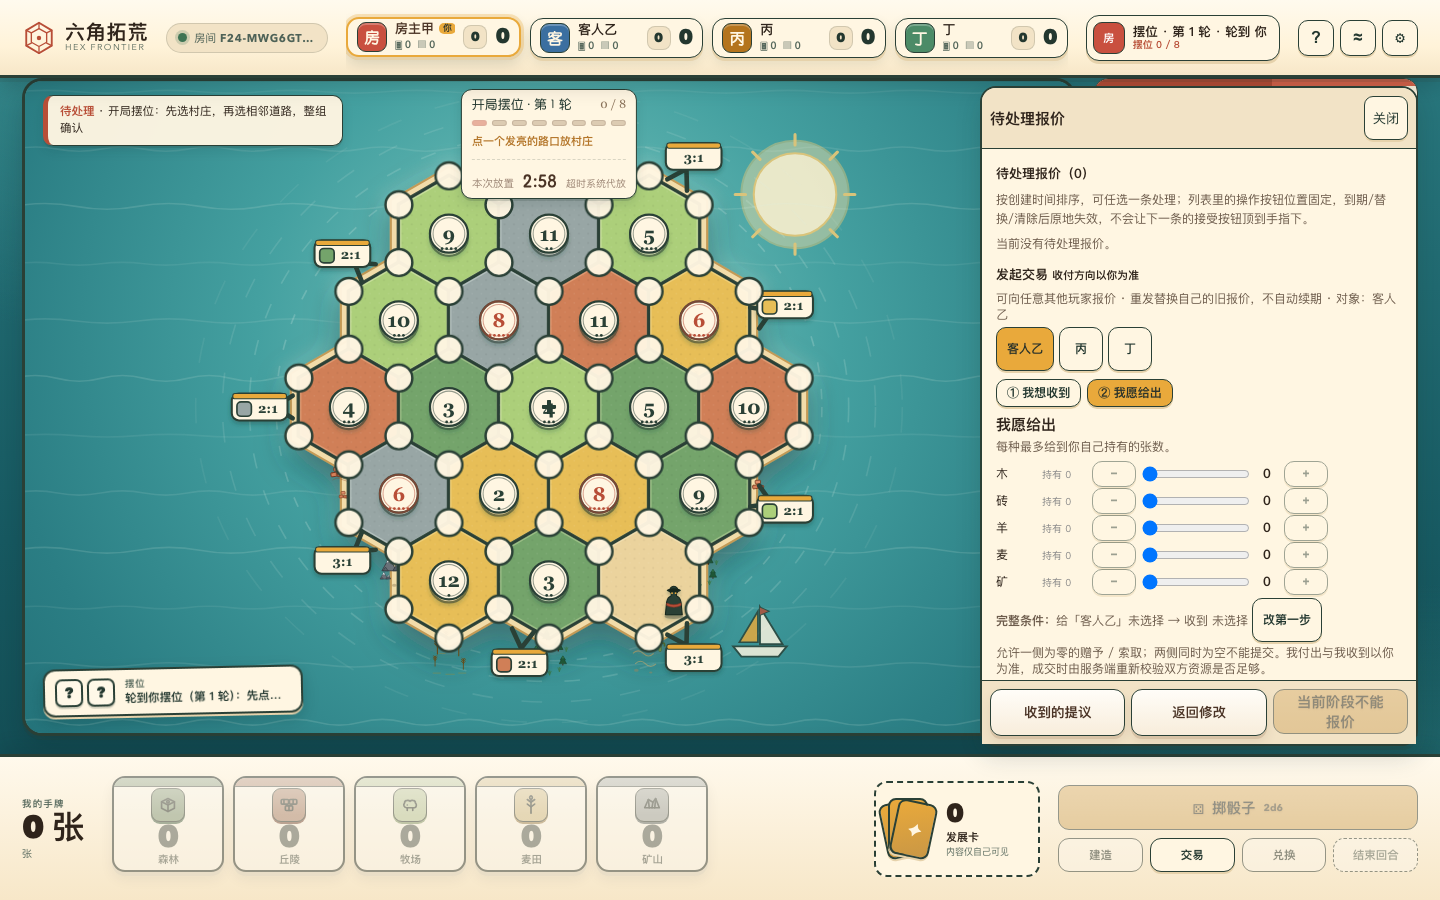 六角拓荒
HEX FRONTIER
房间 F24-MWG6GT...
房 房主甲 你
0 0
0 0
客 客人乙
0 0
0 0
丙 丙
0 0
0 0
丁 丁
0 0
0 0
房 摆位 · 第 1 轮 · 轮到 你
摆位 0 / 8
? ≈ ⚙
待处理 · 开局摆位：先选村庄，再选相邻道路，整组
确认
开局摆位 · 第 1 轮 0 / 8
点一个发亮的路口放村庄
本次放置 2:58 超时系统代放
3:1
9 11 5
2:1
2:1
10 8 11 6
2:1
4 3 5 10
6 2 8 9
2:1
3:1
12 3
2:1
3:1
? ? 摆位
轮到你摆位（第 1 轮）：先点...
待处理报价
关闭
待处理报价（0）
按创建时间排序，可任选一条处理；列表里的操作按钮位置固定，到期/替
换/清除后原地失效，不会让下一条的接受按钮顶到手指下。
当前没有待处理报价。
发起交易 收付方向以你为准
可向任意其他玩家报价 · 重发替换自己的旧报价，不自动续期 · 对象：客人
乙
客人乙 丙 丁
① 我想收到 ② 我愿给出
我愿给出
每种最多给到你自己持有的张数。
木 持有 0 − 0 +
砖 持有 0 − 0 +
羊 持有 0 − 0 +
麦 持有 0 − 0 +
矿 持有 0 − 0 +
完整条件：给「客人乙」未选择 → 收到 未选择 改第一步
允许一侧为零的赠予 / 索取；两侧同时为空不能提交。我付出与我收到以你
为准，成交时由服务端重新校验双方资源是否足够。
收到的提议 返回修改 当前阶段不能
报价
我的手牌
0 张
张
0
森林
0
丘陵
0
牧场
0
麦田
0
矿山
0
发展卡
内容仅自己可见
掷骰子 2d6
建造 交易 兑换 结束回合